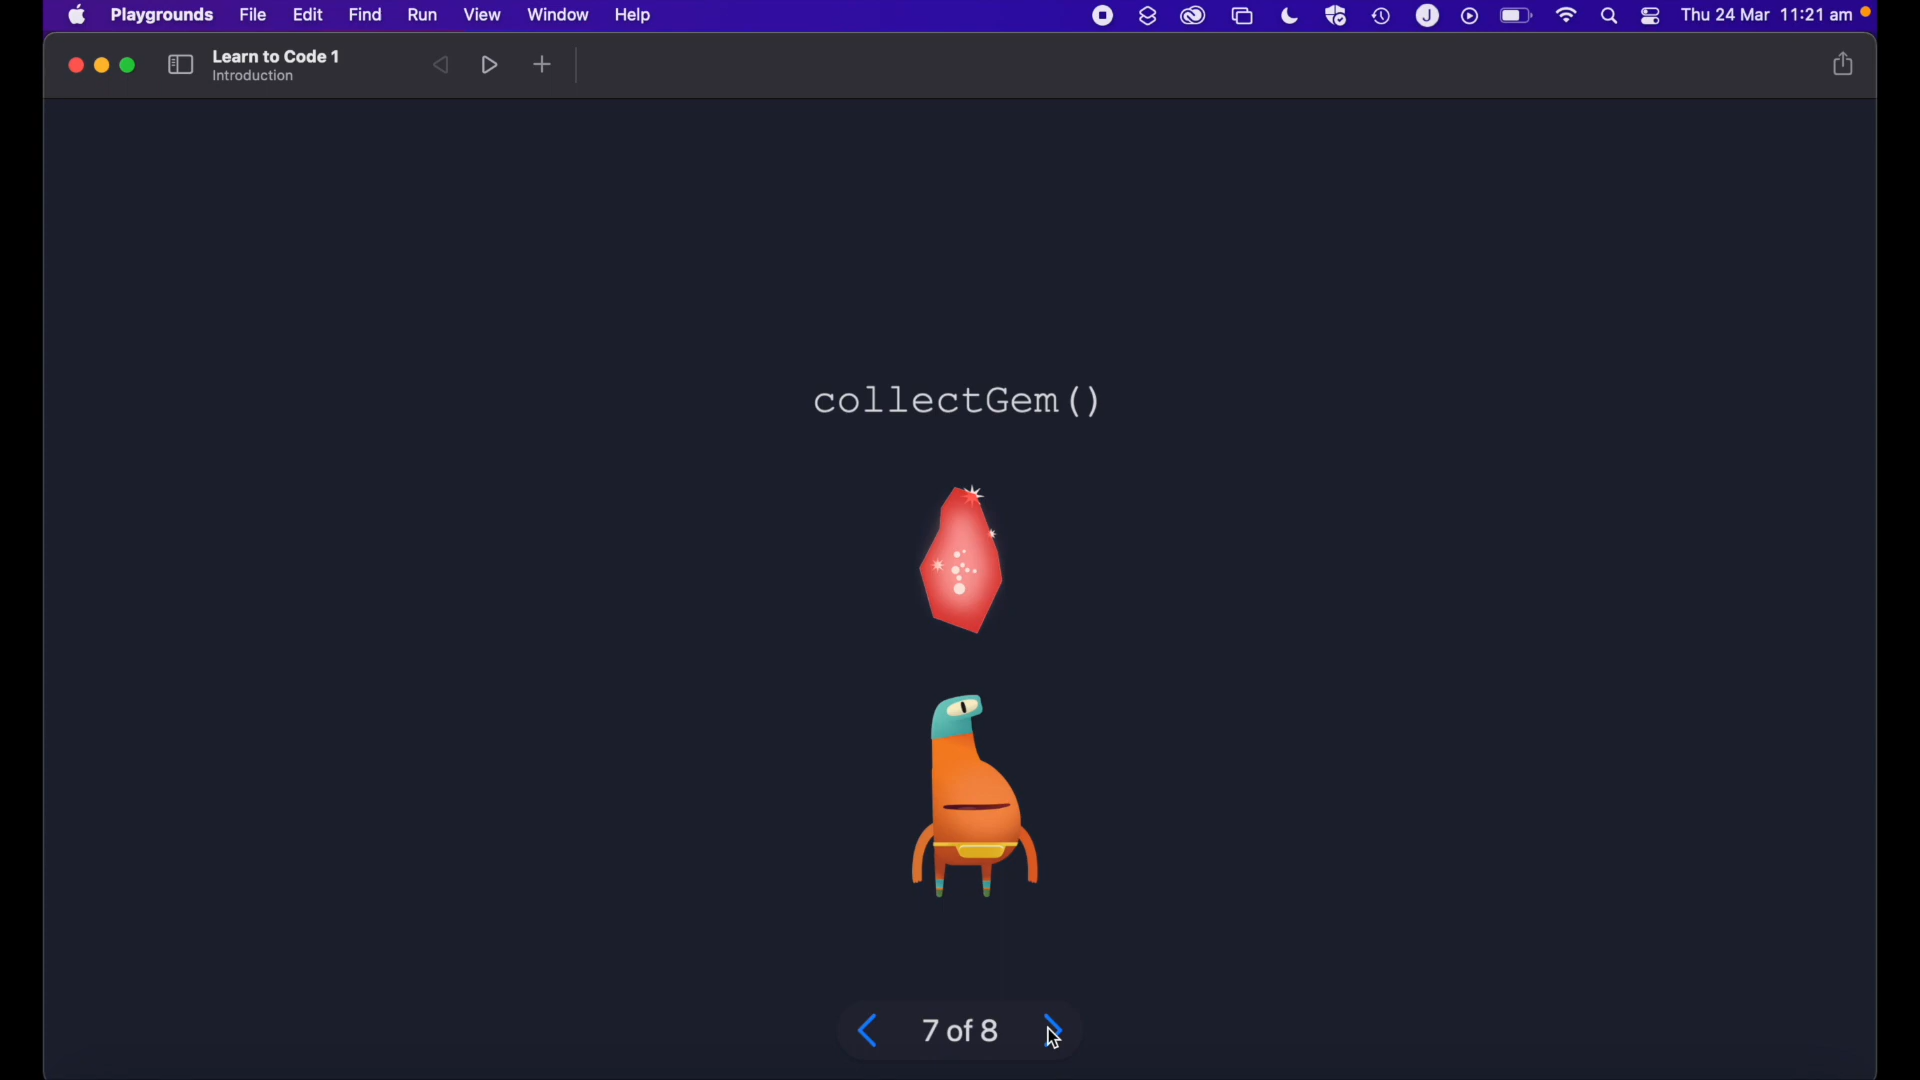 Playgrounds File Edit Find Run View Window Help J Thu 24 Mar 11:21 am
Learn to Code 1
Introduction
collectGem()
7 of 8